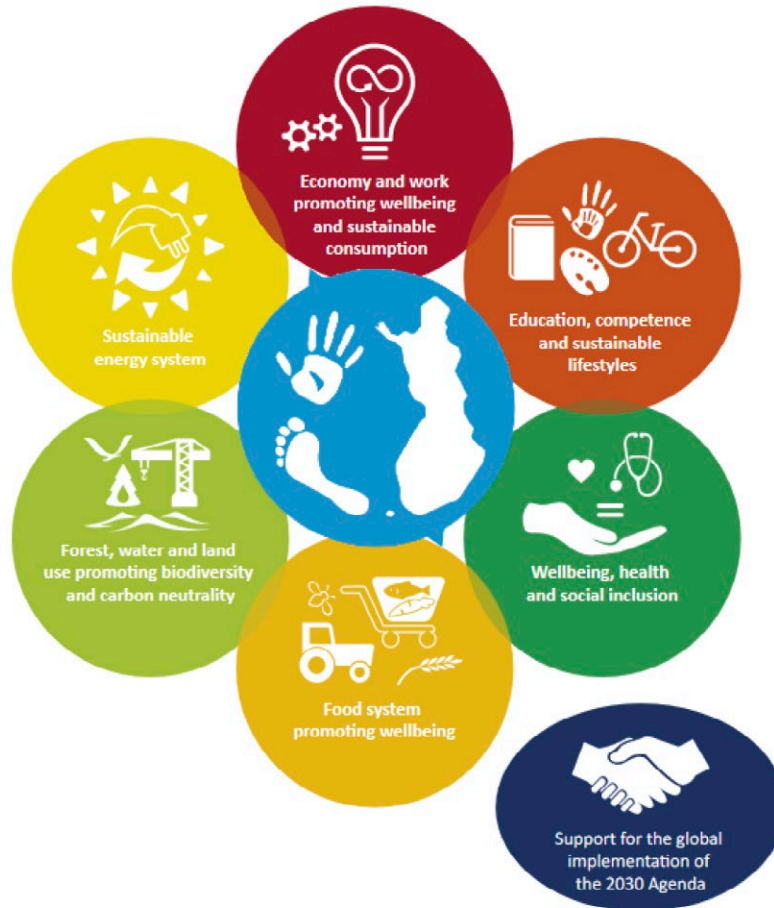 Economy and work
promoting wellbeing
and sustainable
consumption
Education, competence
and sustainable
lifestyles
Sustainable
energy system
Forest, water and land
use promoting biodiversity
and carbon neutrality
Wellbeing, health
and social inclusion
Food system
promoting wellbeing
Support for the global
implementation of
the 2030 Agenda